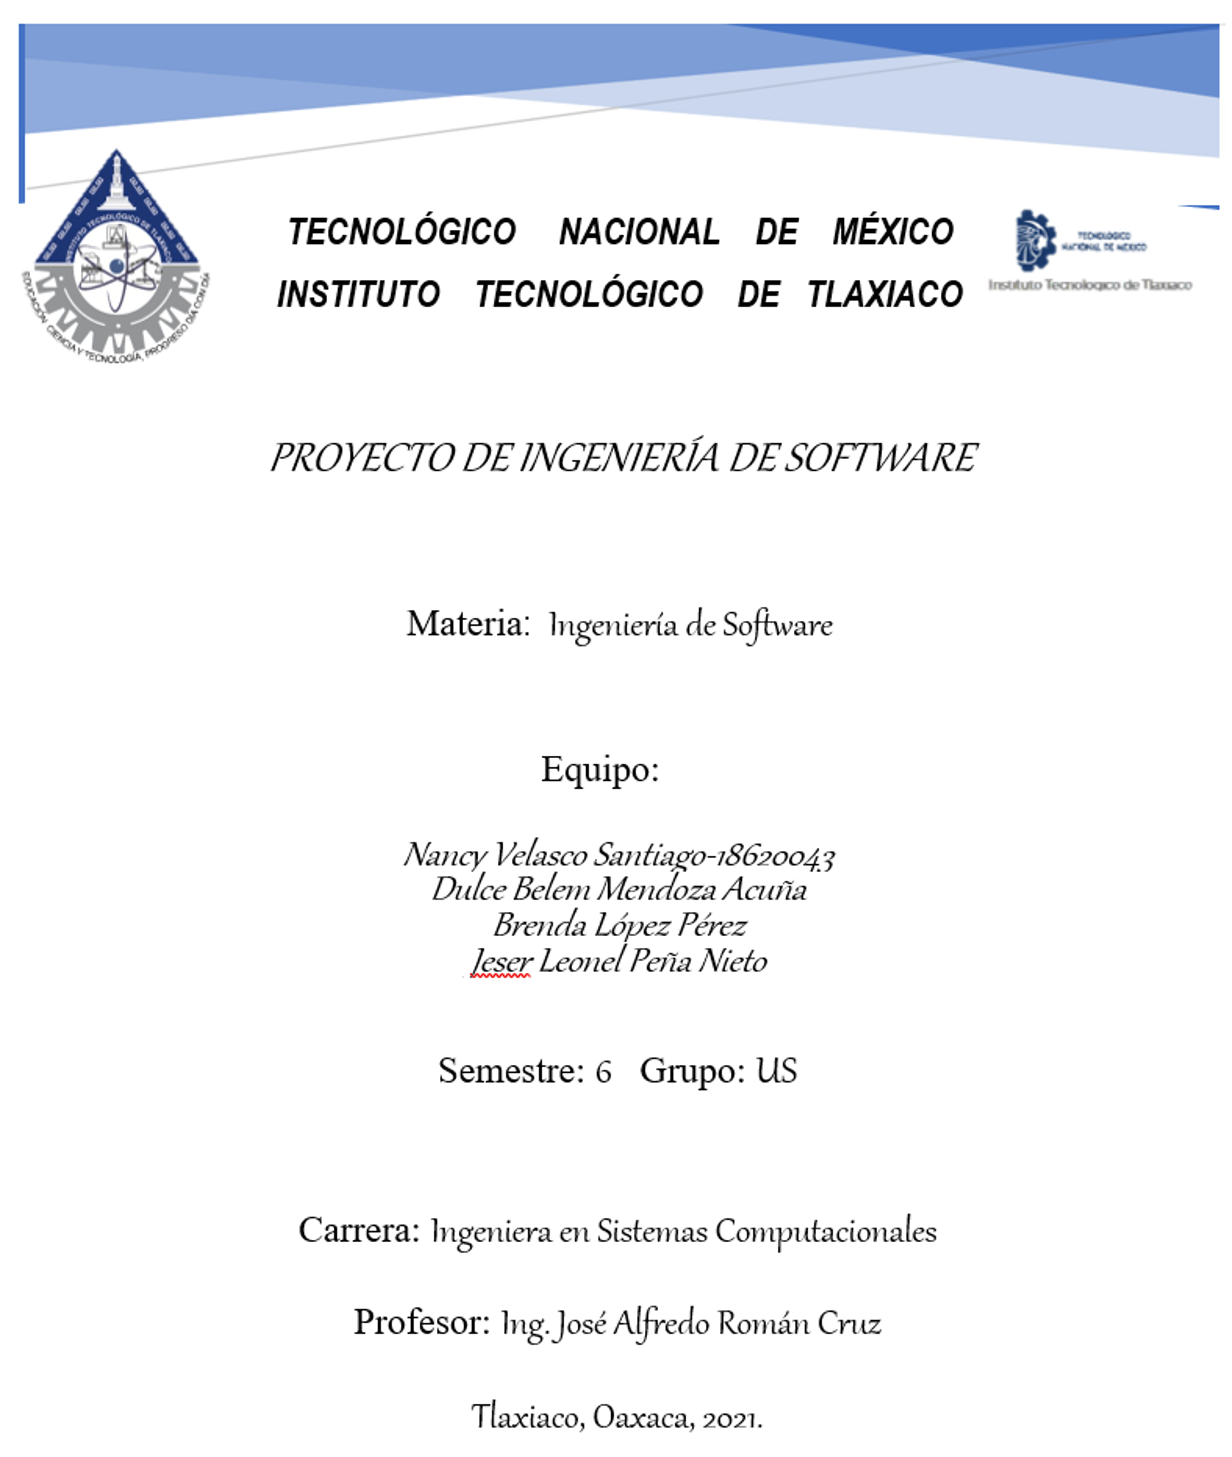 TECNOLÓGICO NACIONAL DE MÉXICO
INSTITUTO TECNOLÓGICO DE TLAXIACO
INSTITUTO TECNOLÓGICO DE TLAXIACO
EDUCACIÓN, CIENCIA Y TECNOLOGÍA, PROGRESO DÍA CON DÍA
TECNOLÓGICO
NACIONAL DE MÉXICO
Instituto Tecnologico de Tlaxiaco
PROYECTO DE INGENIERÍA DE SOFTWARE
Materia: Ingeniería de Software
Equipo:
Nancy Velasco Santiago-18620043
Dulce Belem Mendoza Acuña
Brenda López Pérez
Jeser Leonel Peña Nieto
Semestre: 6 Grupo: US
Carrera: Ingeniera en Sistemas Computacionales
Profesor: Ing. José Alfredo Román Cruz
Tlaxiaco, Oaxaca, 2021.